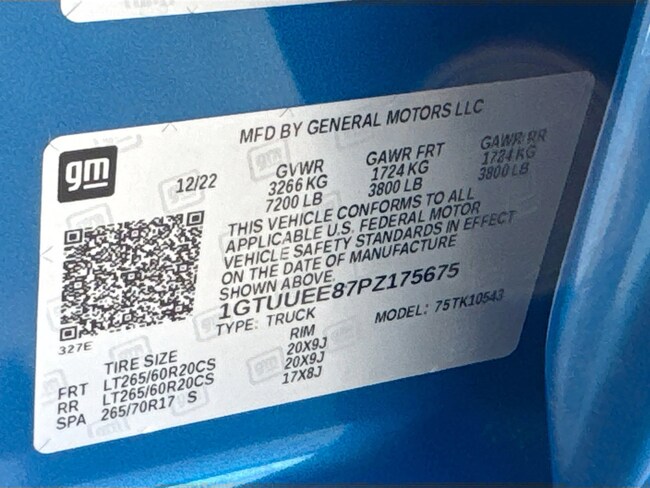 MFD BY GENERAL MOTORS LLC
gm
12/22
GVWR GAWR FRT GAWR RR
3266 KG 1724 KG 1724 KG
7200 LB 3800 LB 3800 LB
THIS VEHICLE CONFORMS TO ALL
APPLICABLE U.S. FEDERAL MOTOR
VEHICLE SAFETY STANDARDS IN EFFECT
ON THE DATE OF MANUFACTURE
SHOWN ABOVE.
1GTUUEE87PZ175675
TYPE: TRUCK MODEL: 75TK10543
327E
TIRE SIZE RIM
FRT LT265/60R20CS 20X9J
RR LT265/60R20CS 20X9J
SPA 265/70R17 S 17X8J